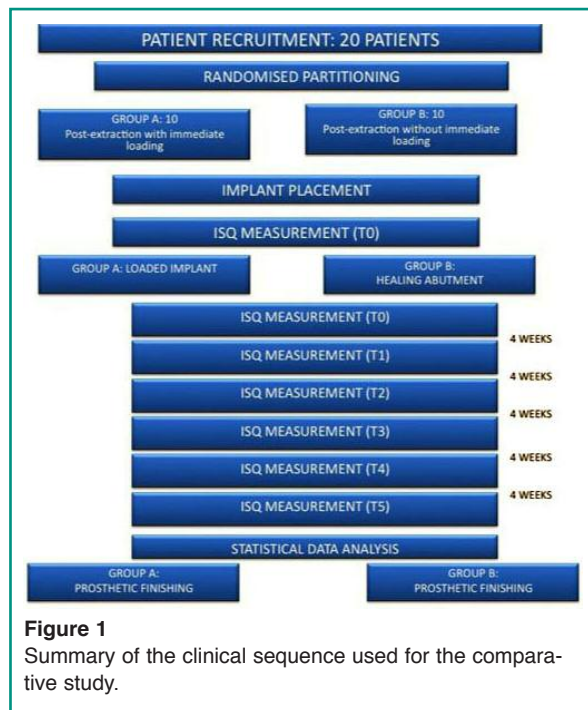 PATIENT RECRUITMENT: 20 PATIENTS
RANDOMISED PARTITIONING
GROUP A: 10
Post-extraction with immediate
loading
GROUP B: 10
Post-extraction without immediate
loading
IMPLANT PLACEMENT
ISQ MEASUREMENT (T0)
GROUP A: LOADED IMPLANT
GROUP B:
HEALING ABUTMENT
ISQ MEASUREMENT (T0)
4 WEEKS
ISQ MEASUREMENT (T1)
4 WEEKS
ISQ MEASUREMENT (T2)
4 WEEKS
ISQ MEASUREMENT (T3)
4 WEEKS
ISQ MEASUREMENT (T4)
4 WEEKS
ISQ MEASUREMENT (T5)
STATISTICAL DATA ANALYSIS
GROUP A:
PROSTHETIC FINISHING
GROUP B:
PROSTHETIC FINISHING
Figure 1
Summary of the clinical sequence used for the compara-
tive study.